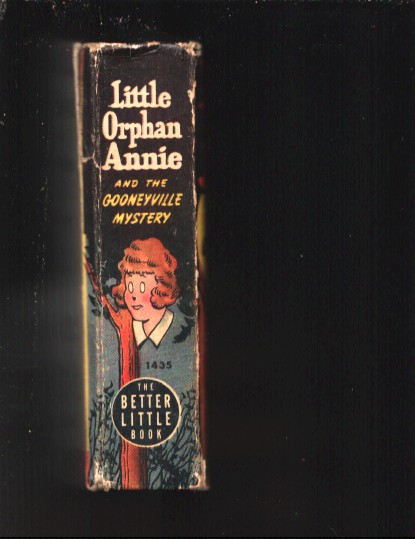 Little
Orphan
Annie
AND THE
GOONEYVILLE
MYSTERY
1435
THE
BETTER
LITTLE
BOOK